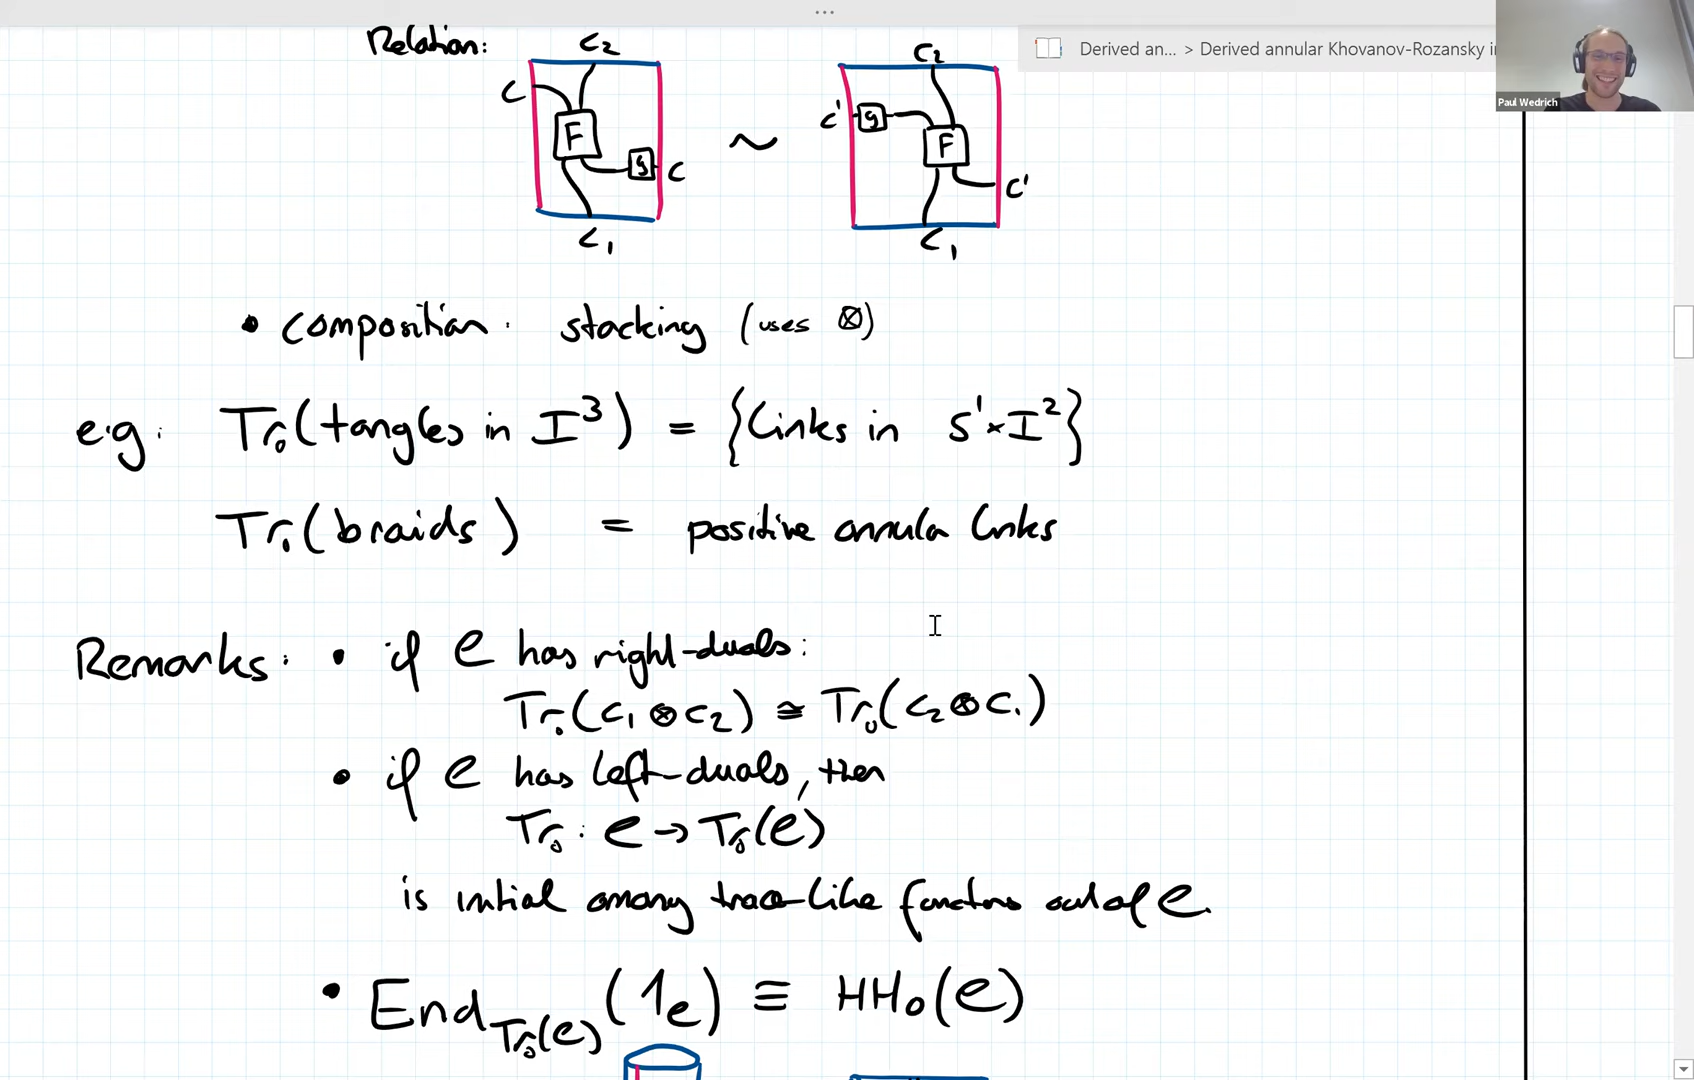 Relation:
C2
C2
C
F
g
C
~
C'
g
F
C'
C1
C1
Derived an... > Derived annular Khovanov-Rozansky i
Paul Wedrich
• composition: stacking (uses ⊗)
e.g: Tr₀(tangles in I³) = {links in S¹×I²}
Tr₀(braids) = positive annula links
Remarks: • if C has right-duals:
Tr₀(C₁ ⊗ C₂) ≅ Tr₀(C₂ ⊗ C₁)
• if C has left-duals, then
Tr₀: C → Tr₀(C)
is initial among trace-like functors out of C.
• End_Tr₀(C) (1_C) ≡ HH₀(C)